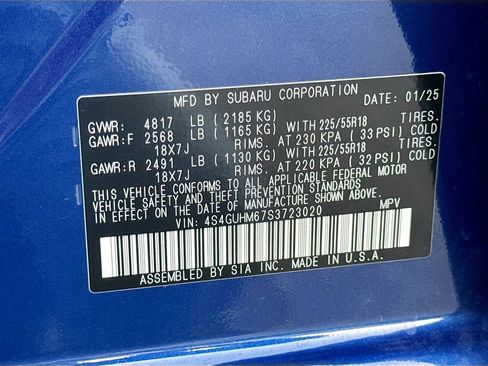 MFD BY SUBARU CORPORATION DATE: 01/25
GVWR: 4817 LB (2185 KG)
GAWR:F 2568 LB (1165 KG) WITH 225/55R18 TIRES.
18X7J RIMS. AT 230 KPA (33 PSI) COLD
GAWR:R 2491 LB (1130 KG) WITH 225/55R18 TIRES.
18X7J RIMS. AT 220 KPA (32 PSI) COLD
THIS VEHICLE CONFORMS TO ALL APPLICABLE FEDERAL MOTOR
VEHICLE SAFETY AND THEFT PREVENTION STANDARDS
IN EFFECT ON THE DATE OF MANUFACTURE SHOWN ABOVE.
VIN: 4S4GUHM67S3723020 MPV
ASSEMBLED BY SIA INC. MADE IN U.S.A.